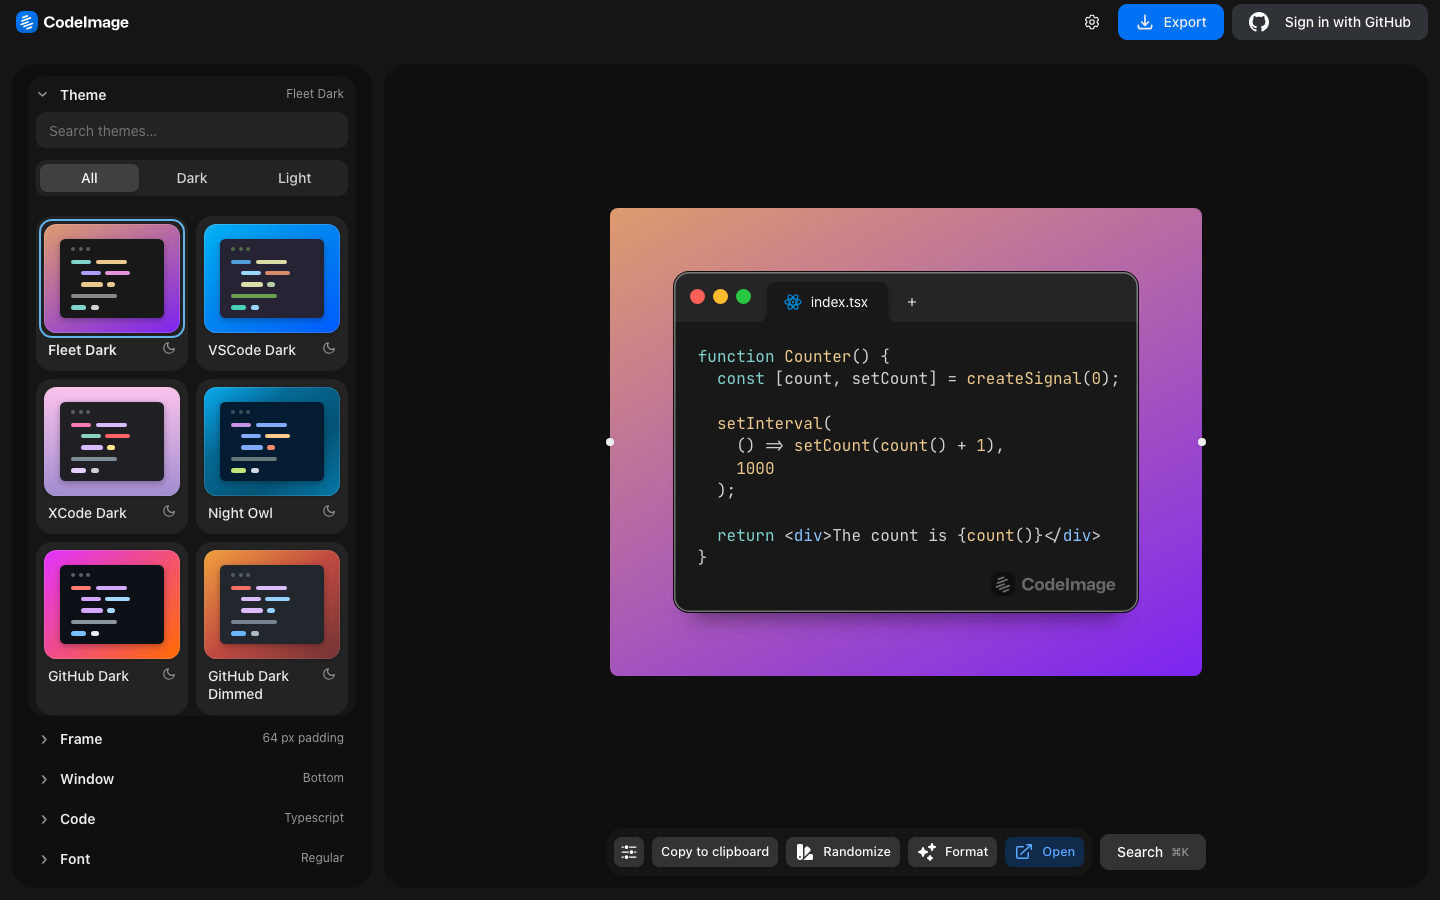 CodeImage
Export
Sign in with GitHub
Theme
Fleet Dark
Search themes...
All
Dark
Light
Fleet Dark
VSCode Dark
XCode Dark
Night Owl
GitHub Dark
GitHub Dark
Dimmed
Frame
64 px padding
Window
Bottom
Code
Typescript
Font
Regular
index.tsx
+
function Counter() {
  const [count, setCount] = createSignal(0);
  setInterval(
    () => setCount(count() + 1),
    1000
  );
  return <div>The count is {count()}</div>
}
CodeImage
Copy to clipboard
Randomize
Format
Open
Search ⌘K